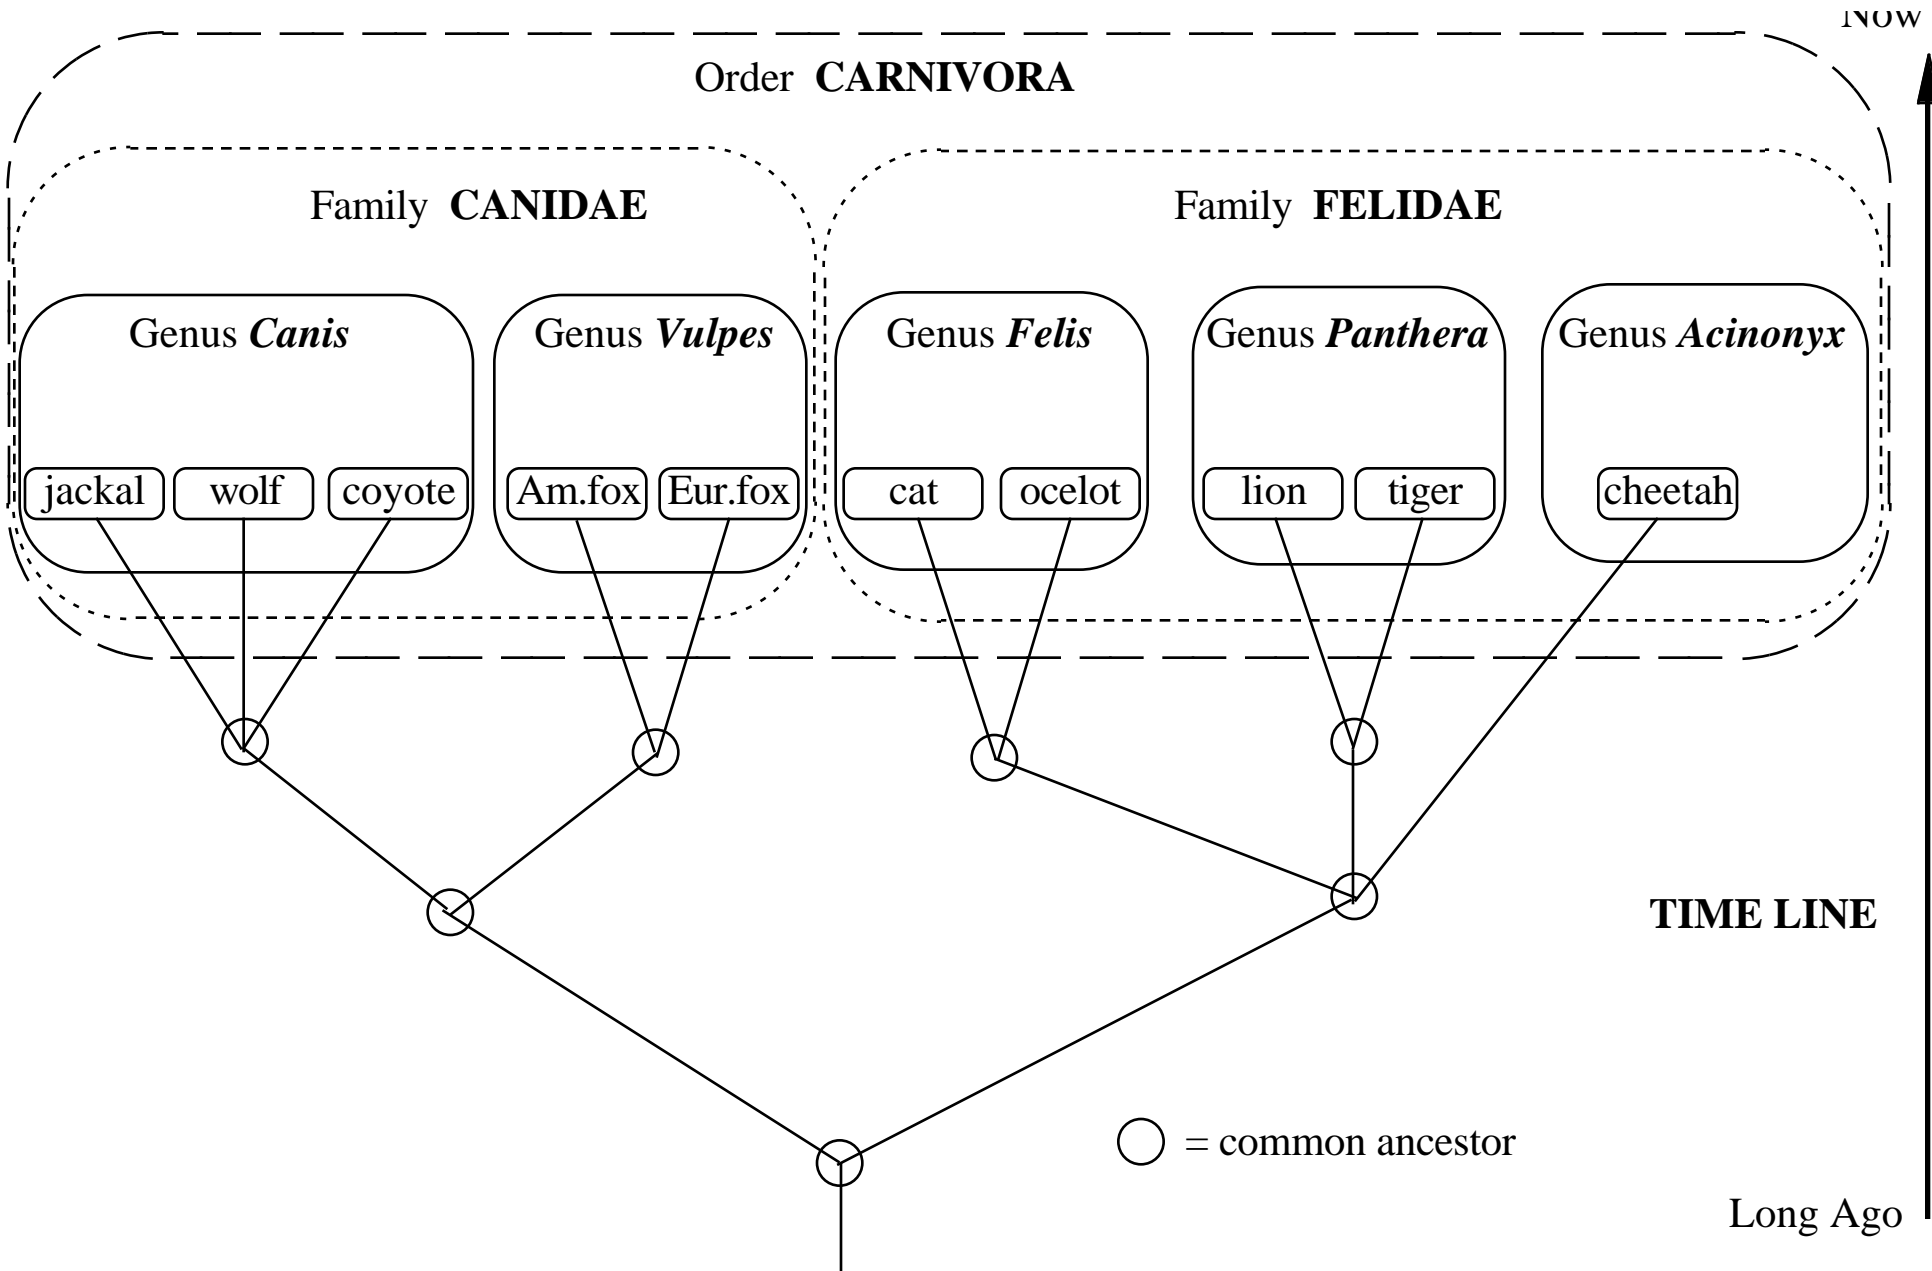 Now
Order CARNIVORA
Family CANIDAE
Family FELIDAE
Genus Canis
Genus Vulpes
Genus Felis
Genus Panthera
Genus Acinonyx
jackal
wolf
coyote
Am.fox
Eur.fox
cat
ocelot
lion
tiger
cheetah
TIME LINE
= common ancestor
Long Ago